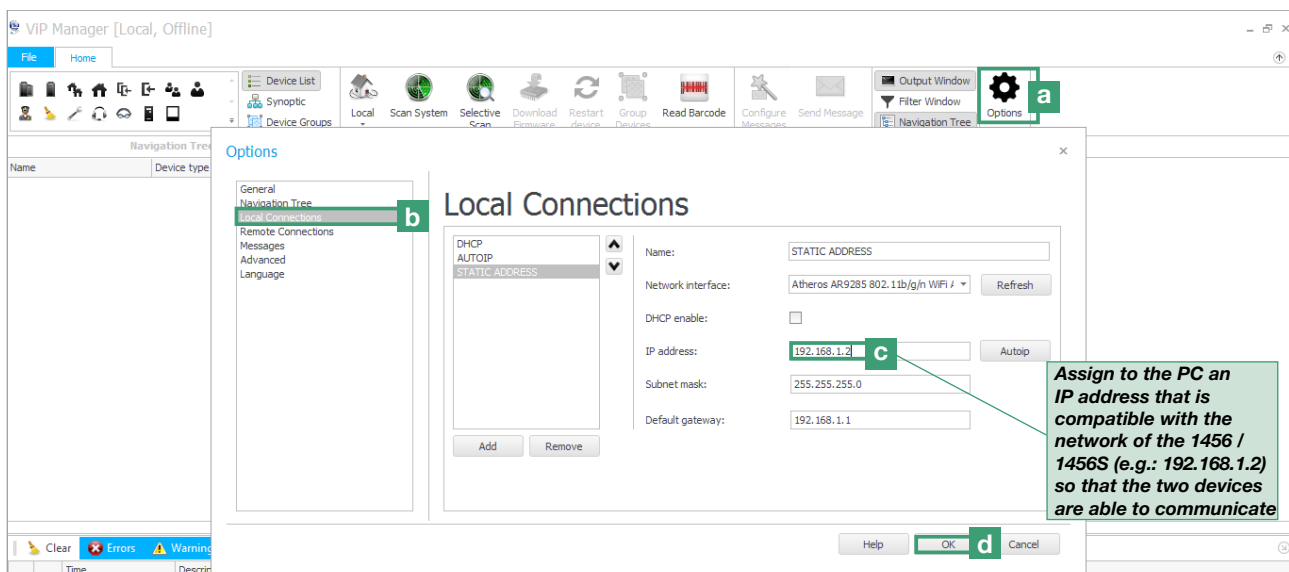 ViP Manager [Local, Offline]
File Home
Device List
Synoptic
Device Groups
Local
Scan System
Selective Scan
Download Firmware
Restart device
Group Devices
Read Barcode
Configure Messages
Send Message
Output Window
Filter Window
Navigation Tree
Options
a
Navigation Tree
Name Device type
Options
General
Navigation Tree
Local Connections
b
Remote Connections
Messages
Advanced
Language
Local Connections
DHCP
AUTOIP
STATIC ADDRESS
Add Remove
Name: STATIC ADDRESS
Network interface: Atheros AR9285 802.11b/g/n WiFi Refresh
DHCP enable:
IP address: 192.168.1.2 c Autoip
Subnet mask: 255.255.255.0
Default gateway: 192.168.1.1
Assign to the PC an
IP address that is
compatible with the
network of the 1456 /
1456S (e.g.: 192.168.1.2)
so that the two devices
are able to communicate
Help OK d Cancel
Clear Errors Warning
Time Descrip